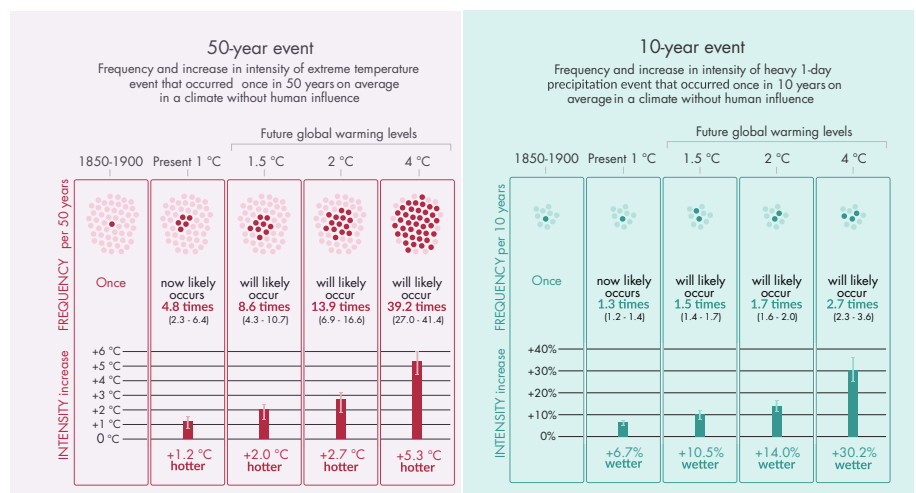 50-year event
Frequency and increase in intensity of extreme temperature
event that occurred once in 50 years on average
in a climate without human influence
Future global warming levels
1850-1900 Present 1 °C 1.5 °C 2 °C 4 °C
FREQUENCY per 50 years
Once
now likely
occurs
4.8 times
(2.3 - 6.4)
will likely
occur
8.6 times
(4.3 - 10.7)
will likely
occur
13.9 times
(6.9 - 16.6)
will likely
occur
39.2 times
(27.0 - 41.4)
INTENSITY increase
+6 °C
+5 °C
+4 °C
+3 °C
+2 °C
+1 °C
0 °C
+1.2 °C
hotter
+2.0 °C
hotter
+2.7 °C
hotter
+5.3 °C
hotter
10-year event
Frequency and increase in intensity of heavy 1-day
precipitation event that occurred once in 10 years on
average in a climate without human influence
Future global warming levels
1850-1900 Present 1 °C 1.5 °C 2 °C 4 °C
FREQUENCY per 10 years
Once
now likely
occurs
1.3 times
(1.2 - 1.4)
will likely
occur
1.5 times
(1.4 - 1.7)
will likely
occur
1.7 times
(1.6 - 2.0)
will likely
occur
2.7 times
(2.3 - 3.6)
INTENSITY increase
+40%
+30%
+20%
+10%
0%
+6.7%
wetter
+10.5%
wetter
+14.0%
wetter
+30.2%
wetter